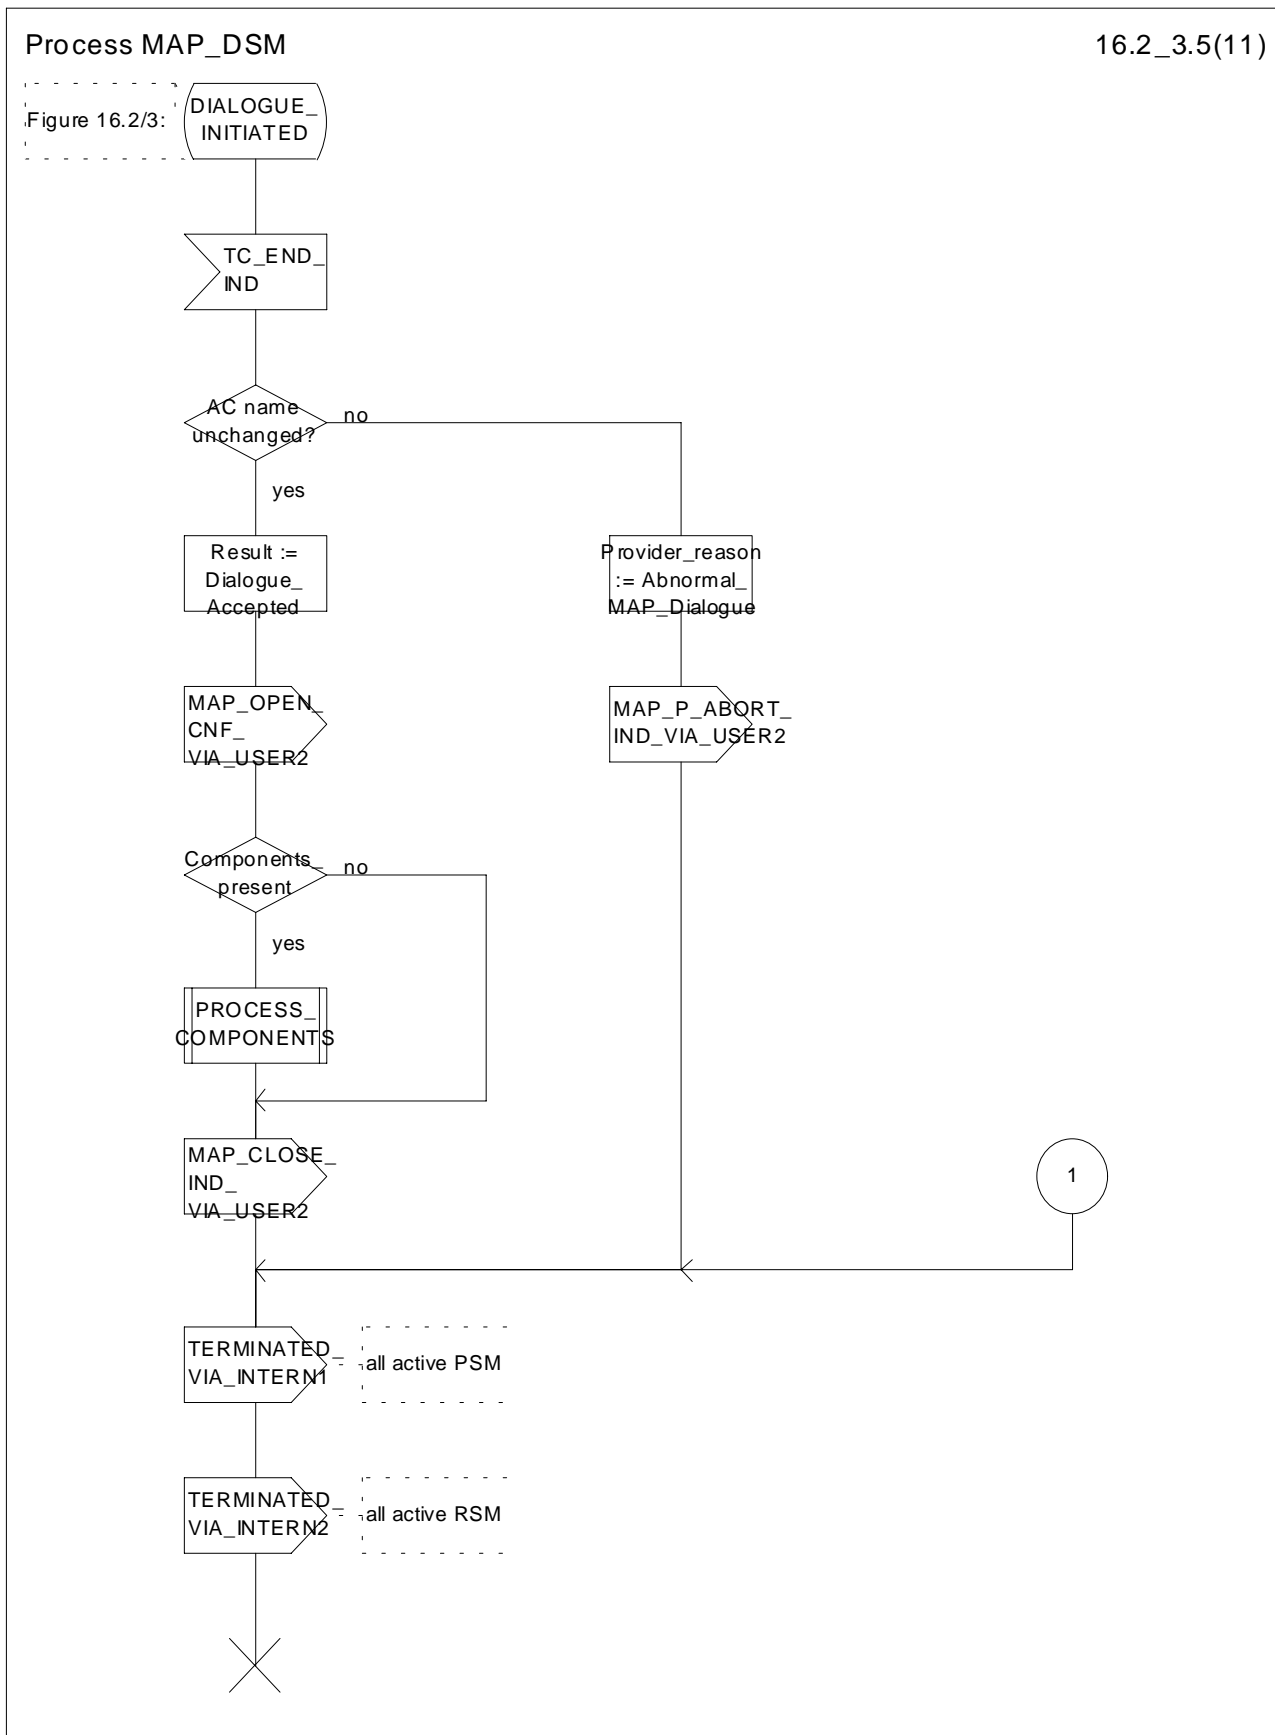 Process MAP_DSM
16.2_3.5(11)
Figure 16.2/3:
DIALOGUE_
INITIATED
TC_END_
IND
AC name
unchanged?
no
yes
Result :=
Dialogue_
Accepted
Provider_reason
:= Abnormal_
MAP_Dialogue
MAP_OPEN_
CNF_
VIA_USER2
MAP_P_ABORT_
IND_VIA_USER2
Components_
present
no
yes
PROCESS_
COMPONENTS
MAP_CLOSE_
IND_
VIA_USER2
1
TERMINATED_
VIA_INTERN1
all active PSM
TERMINATED_
VIA_INTERN2
all active RSM